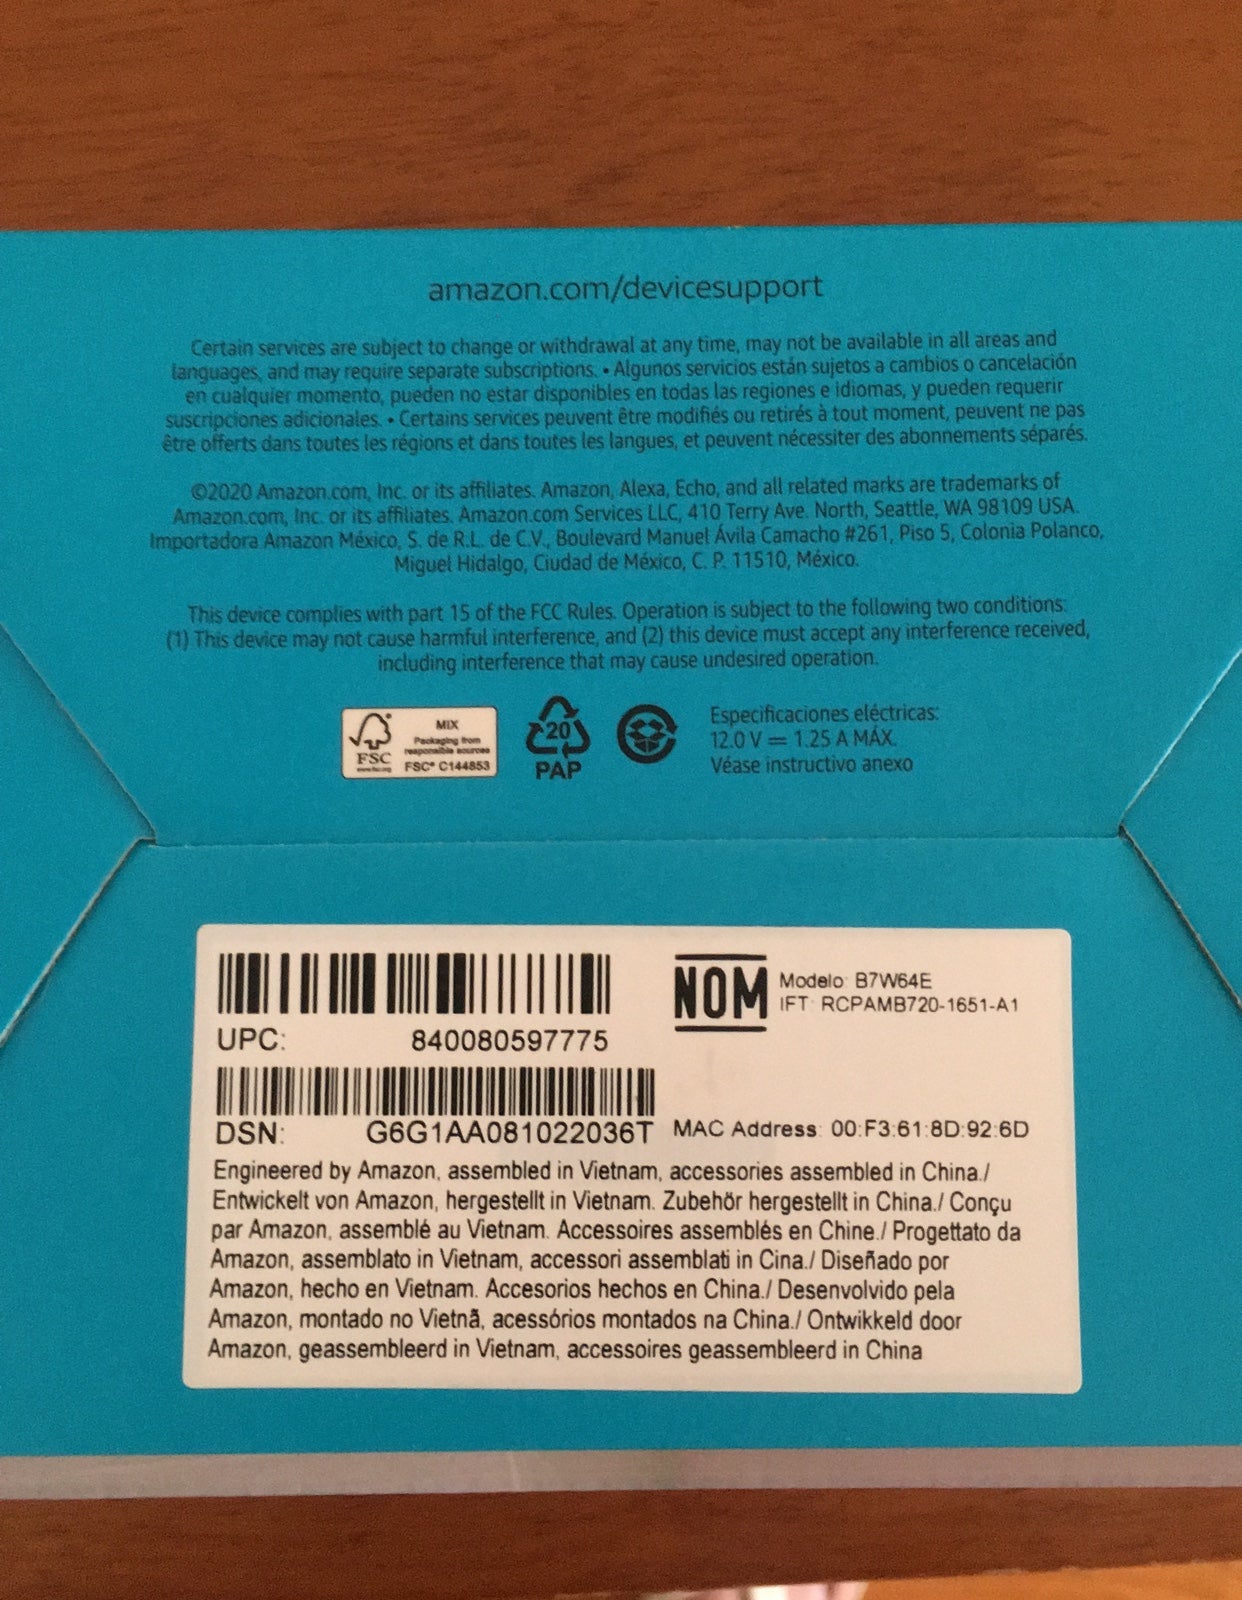 amazon.com/devicesupport
Certain services are subject to change or withdrawal at any time, may not be available in all areas and
languages, and may require separate subscriptions. • Algunos servicios están sujetos a cambios o cancelación
en cualquier momento, pueden no estar disponibles en todas las regiones e idiomas, y pueden requerir
suscripciones adicionales. • Certains services peuvent être modifiés ou retirés à tout moment, peuvent ne pas
être offerts dans toutes les régions et dans toutes les langues, et peuvent nécessiter des abonnements séparés.
©2020 Amazon.com, Inc. or its affiliates. Amazon, Alexa, Echo, and all related marks are trademarks of
Amazon.com, Inc. or its affiliates. Amazon.com Services LLC, 410 Terry Ave. North, Seattle, WA 98109 USA.
Importadora Amazon México, S. de R.L. de C.V., Boulevard Manuel Ávila Camacho #261, Piso 5, Colonia Polanco,
Miguel Hidalgo, Ciudad de México, C. P. 11510, México.
This device complies with part 15 of the FCC Rules. Operation is subject to the following two conditions:
(1) This device may not cause harmful interference, and (2) this device must accept any interference received,
including interference that may cause undesired operation.
FSC
www.fsc.org
MIX
Packaging from
responsible sources
FSC® C144853
20
PAP
Especificaciones eléctricas:
12.0 V ⎓ 1.25 A MÁX.
Véase instructivo anexo
UPC: 840080597775
NOM
Modelo: B7W64E
IFT: RCPAMB720-1651-A1
DSN: G6G1AA081022036T
MAC Address: 00:F3:61:8D:92:6D
Engineered by Amazon, assembled in Vietnam, accessories assembled in China./
Entwickelt von Amazon, hergestellt in Vietnam. Zubehör hergestellt in China./ Conçu
par Amazon, assemblé au Vietnam. Accessoires assemblés en Chine./ Progettato da
Amazon, assemblato in Vietnam, accessori assemblati in Cina./ Diseñado por
Amazon, hecho en Vietnam. Accesorios hechos en China./ Desenvolvido pela
Amazon, montado no Vietnã, acessórios montados na China./ Ontwikkeld door
Amazon, geassembleerd in Vietnam, accessoires geassembleerd in China